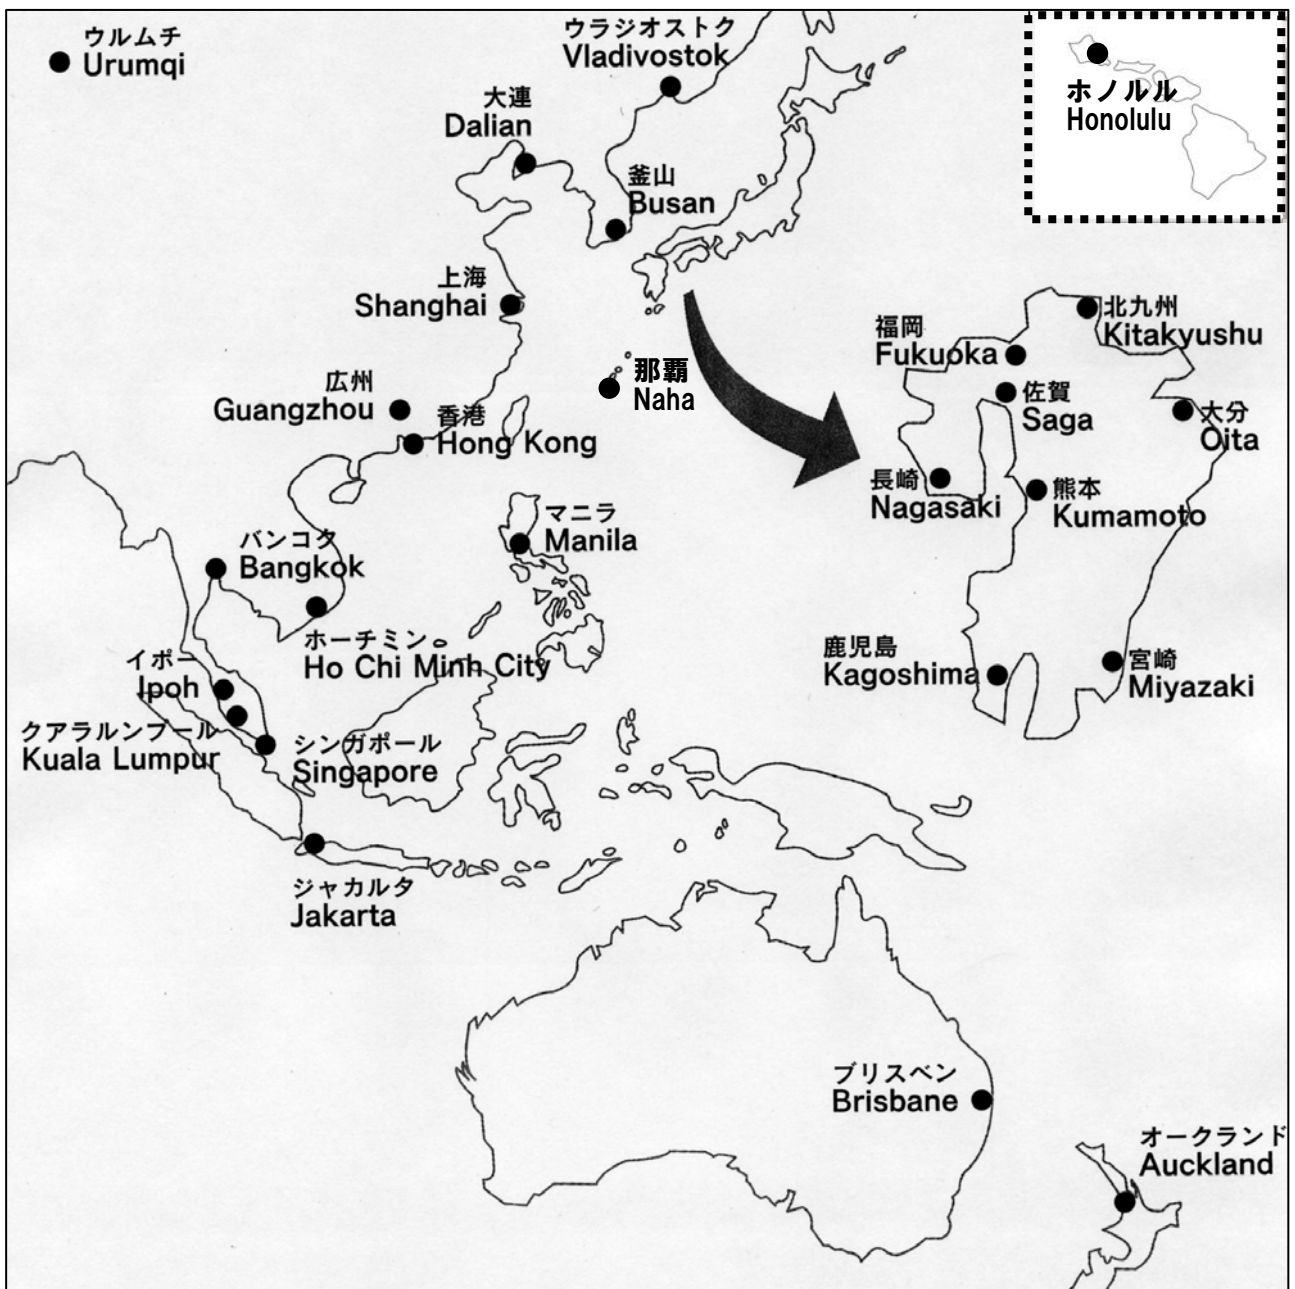 ウルムチ
Urumqi
ウラジオストク
Vladivostok
ホノルル
Honolulu
大連
Dalian
釜山
Busan
上海
Shanghai
北九州
Kitakyushu
福岡
Fukuoka
那覇
Naha
佐賀
Saga
大分
Oita
広州
Guangzhou
香港
Hong Kong
長崎
Nagasaki
熊本
Kumamoto
マニラ
Manila
バンコク
Bangkok
ホーチミン
Ho Chi Minh City
イポー
Ipoh
鹿児島
Kagoshima
宮崎
Miyazaki
クアラルンプール
Kuala Lumpur
シンガポール
Singapore
ジャカルタ
Jakarta
ブリスベン
Brisbane
オークランド
Auckland